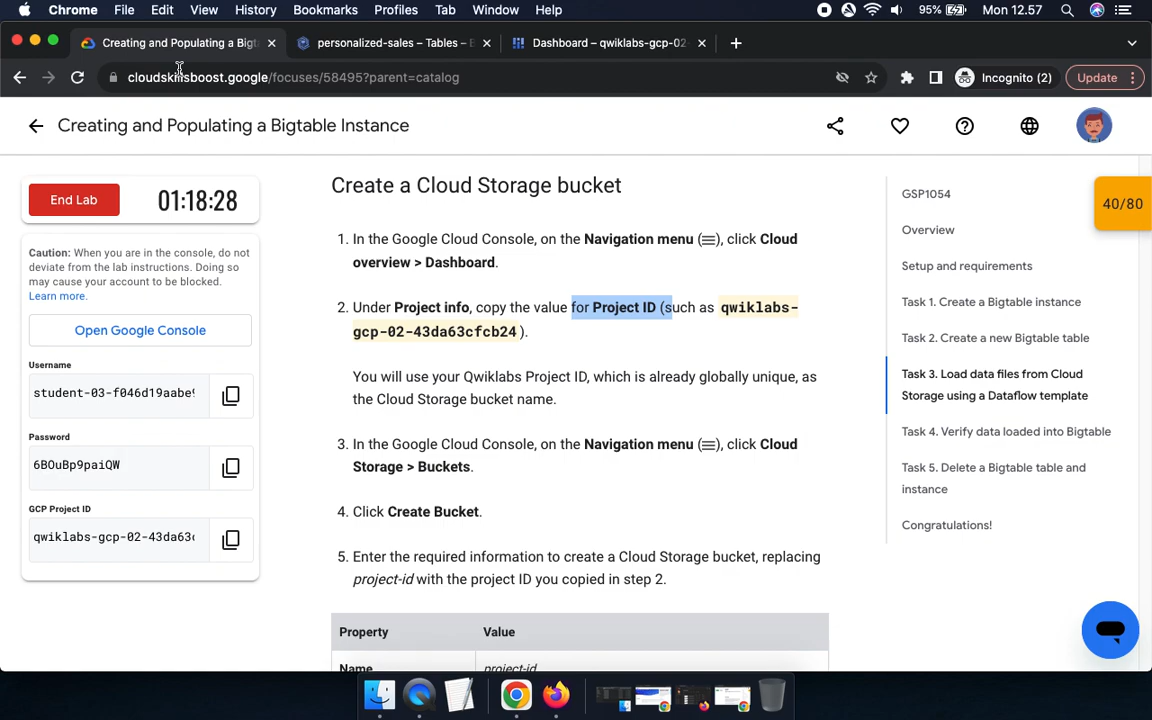 Chrome File Edit View History Bookmarks Profiles Tab Window Help 95% Mon 12.57
Creating and Populating a Bigt
personalized-sales – Tables – B
Dashboard – qwiklabs-gcp-02-
cloudskillsboost.google/focuses/58495?parent=catalog
Incognito (2)
Update
Creating and Populating a Bigtable Instance
End Lab
01:18:28
Caution: When you are in the console, do not
deviate from the lab instructions. Doing so
may cause your account to be blocked.
Learn more.
Open Google Console
Username
student-03-f046d19aabe9
Password
6BOuBp9paiQW
GCP Project ID
qwiklabs-gcp-02-43da63c
Create a Cloud Storage bucket
1. In the Google Cloud Console, on the Navigation menu (☰), click Cloud
overview > Dashboard.
2. Under Project info, copy the value for Project ID (such as qwiklabs-
gcp-02-43da63cfcb24 ).
You will use your Qwiklabs Project ID, which is already globally unique, as
the Cloud Storage bucket name.
3. In the Google Cloud Console, on the Navigation menu (☰), click Cloud
Storage > Buckets.
4. Click Create Bucket.
5. Enter the required information to create a Cloud Storage bucket, replacing
project-id with the project ID you copied in step 2.
Property Value
Name project-id
GSP1054
Overview
Setup and requirements
Task 1. Create a Bigtable instance
Task 2. Create a new Bigtable table
Task 3. Load data files from Cloud
Storage using a Dataflow template
Task 4. Verify data loaded into Bigtable
Task 5. Delete a Bigtable table and
instance
Congratulations!
40/80